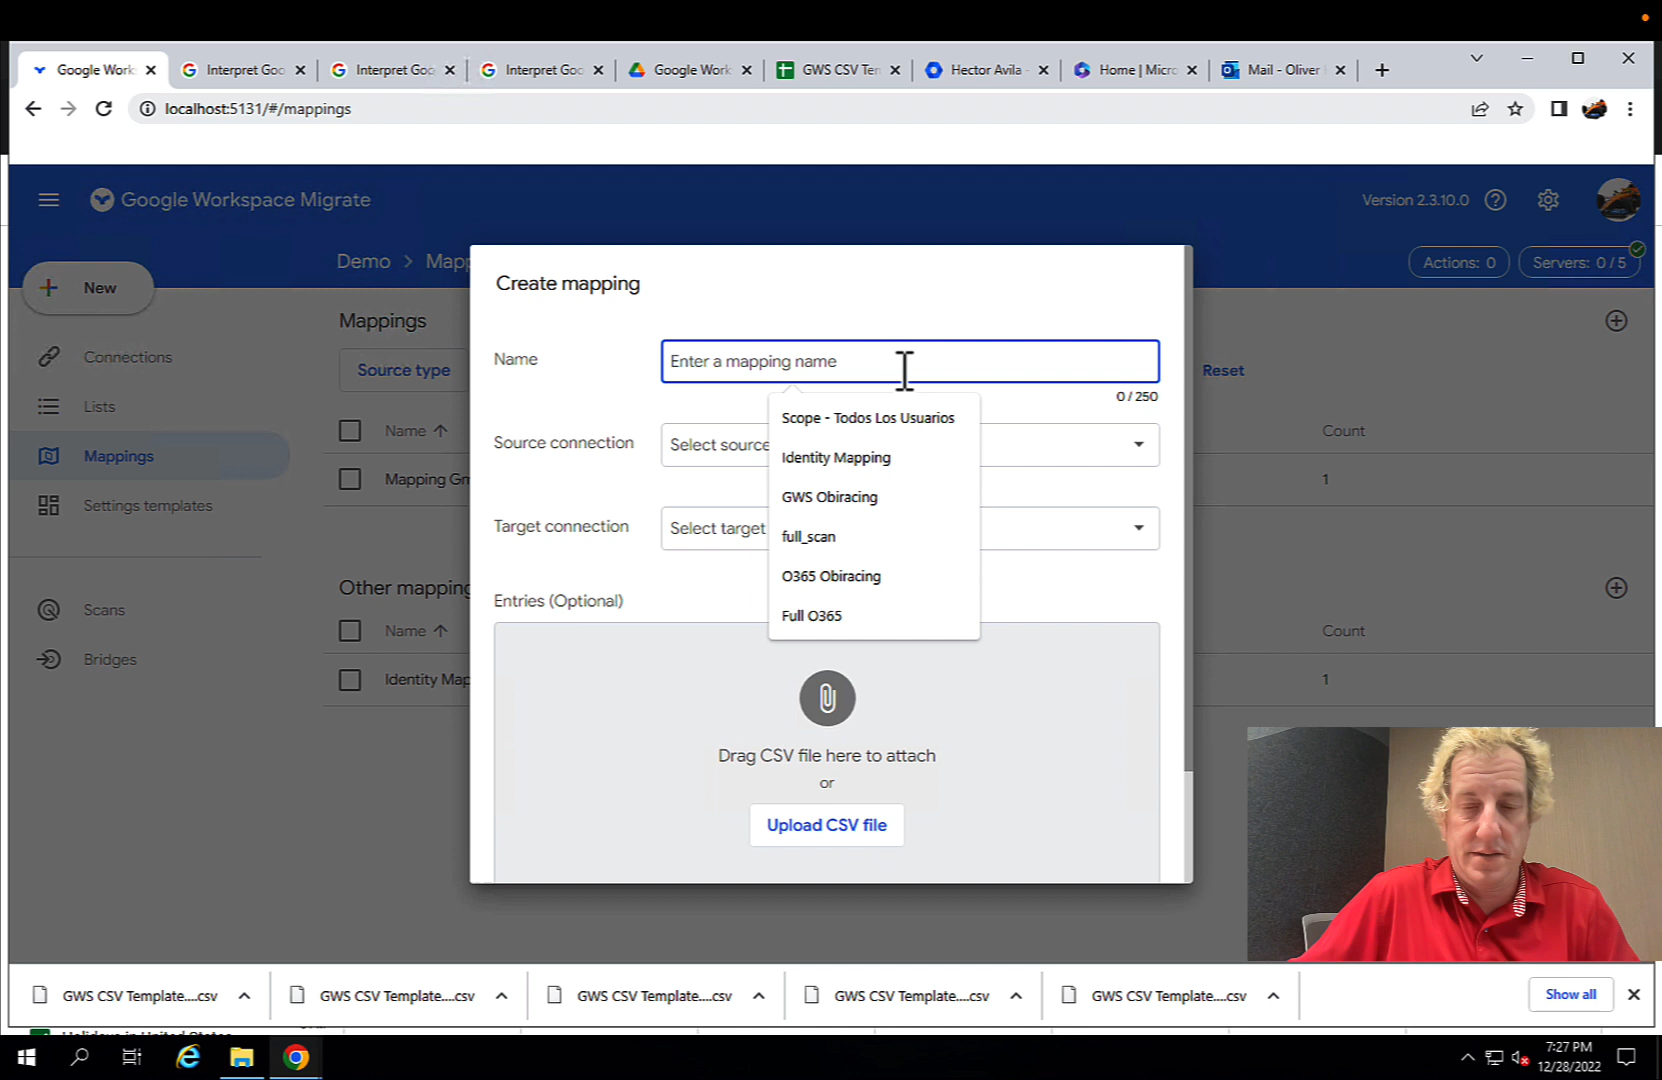 Google Work
Interpret Goo
Interpret Goo
Interpret Goo
Google Work
GWS CSV Tem
Hector Avila -
Home | Micro
Mail - Oliver
localhost:5131/#/mappings
Google Workspace Migrate
Version 2.3.10.0
Demo > Mapp
Actions: 0
Servers: 0 / 5
New
Connections
Lists
Mappings
Settings templates
Scans
Bridges
Mappings
Source type
Reset
Name
Count
Mapping Gm
1
Other mapping
Name
Count
Identity Map
1
Create mapping
Name
Enter a mapping name
0 / 250
Source connection
Select source
Target connection
Select target
Scope - Todos Los Usuarios
Identity Mapping
GWS Obiracing
full_scan
O365 Obiracing
Full O365
Entries (Optional)
Drag CSV file here to attach
or
Upload CSV file
GWS CSV Template....csv
GWS CSV Template....csv
GWS CSV Template....csv
GWS CSV Template....csv
GWS CSV Template....csv
Show all
7:27 PM
12/28/2022